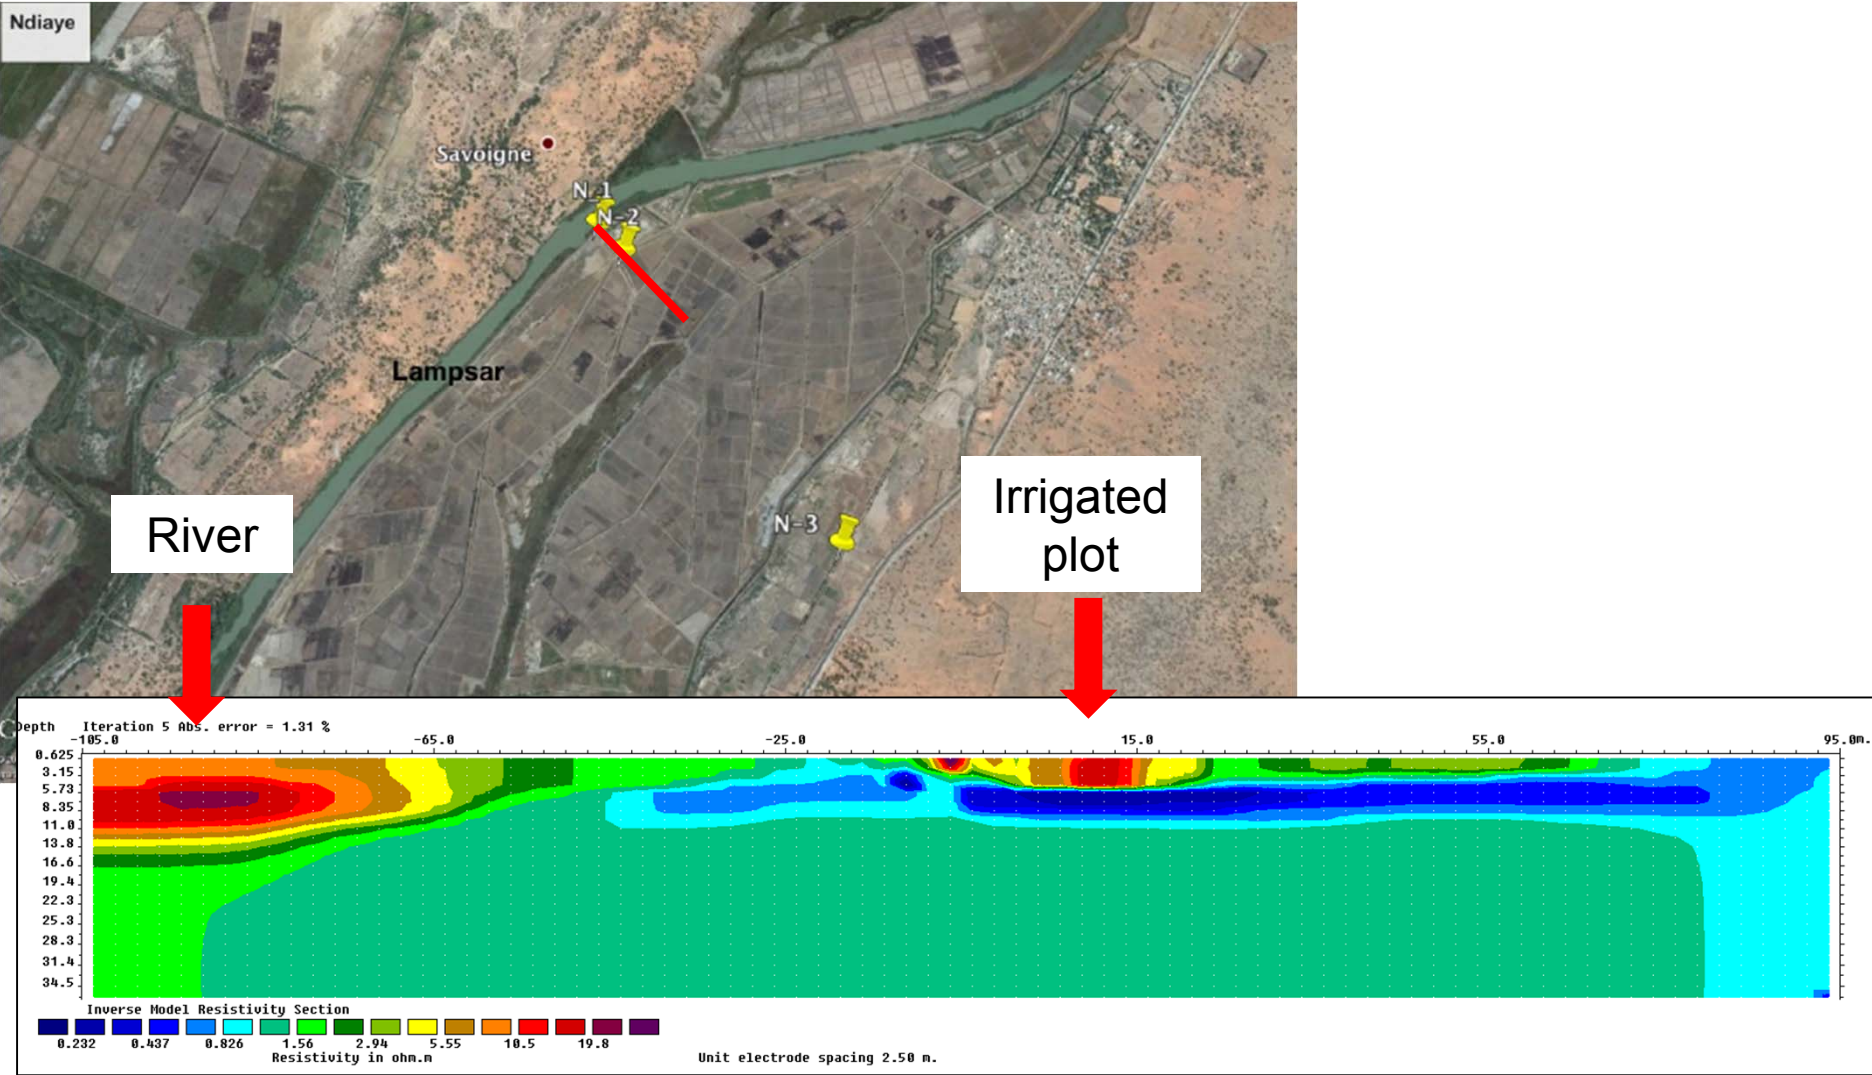 Ndiaye
Savoigne
N_1
N-2
Lampsar
N-3
River
Irrigated
plot
Depth Iteration 5 Abs. error = 1.31 %
-105.0 -65.0 -25.0 15.0 55.0 95.0m.
0.625
3.15
5.73
8.35
11.0
13.8
16.6
19.4
22.3
25.3
28.3
31.4
34.5
Inverse Model Resistivity Section
0.232 0.437 0.826 1.56 2.94 5.55 10.5 19.8
Resistivity in ohm.m Unit electrode spacing 2.50 m.